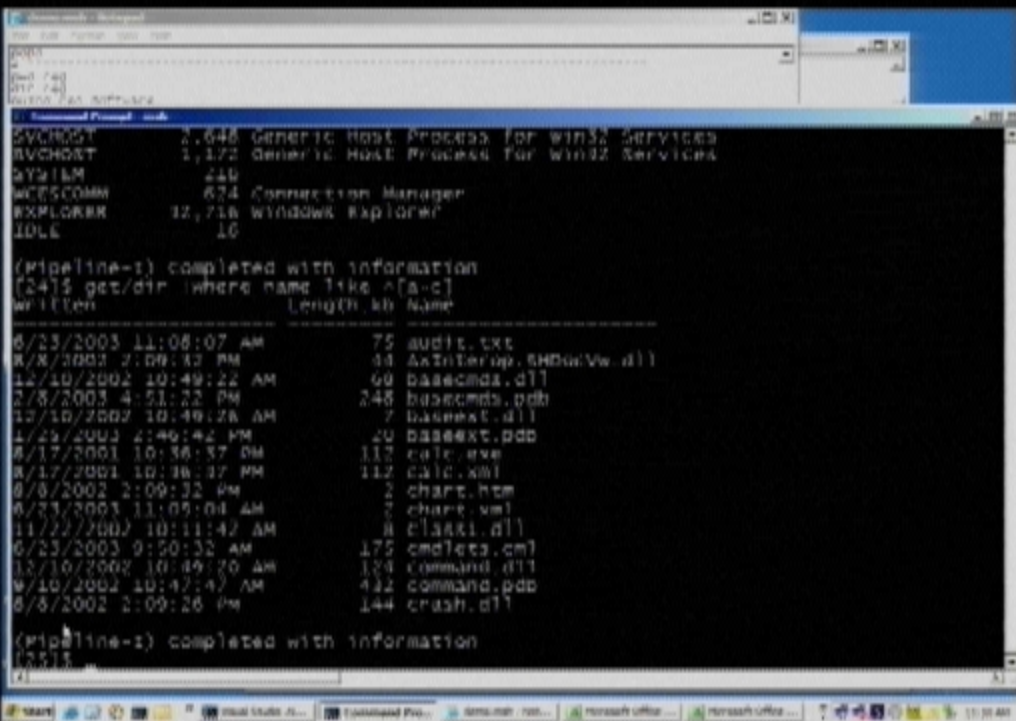 SVCHOST 2,648 Generic Host Process for Win32 Services
SVCHOST 1,172 Generic Host Process for Win32 Services
SYSTEM 216
WCESCOMM 624 Connection Manager
EXPLORER 12,716 Windows Explorer
IDLE 16
(Pipeline-1) completed with information
[24]$ get/dir |where name like ^[a-c]
Written Length.kb Name
6/23/2003 11:08:07 AM 75 audit.txt
8/8/2002 2:09:32 PM 44 AxInterop.SHDocVw.dll
12/10/2002 10:49:22 AM 60 basecmds.dll
2/6/2003 4:51:22 PM 248 basecmds.pdb
12/10/2002 10:49:26 AM 7 baseext.dll
1/25/2003 2:46:42 PM 20 baseext.pdb
8/17/2001 10:36:37 PM 112 calc.exe
8/17/2001 10:36:37 PM 112 calc.xml
8/8/2002 2:09:32 PM 2 chart.htm
6/23/2003 11:05:04 AM 2 chart.xml
11/22/2002 10:11:42 AM 8 dll
6/23/2003 9:50:32 AM 175 cmdlets.cml
12/10/2002 10:49:20 AM 124 command.dll
9/10/2002 10:47:47 AM 432 command.pdb
8/8/2002 2:09:26 PM 144 crash.dll
(Pipeline-1) completed with information
[25]$
Start Command Pro...